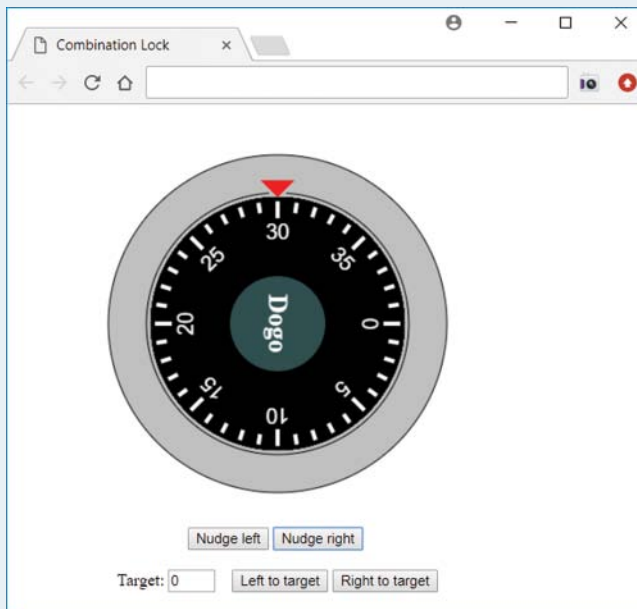 Combination Lock
30
35
0
5
10
15
20
25
Dogo
Nudge left Nudge right
Target: 0 Left to target Right to target